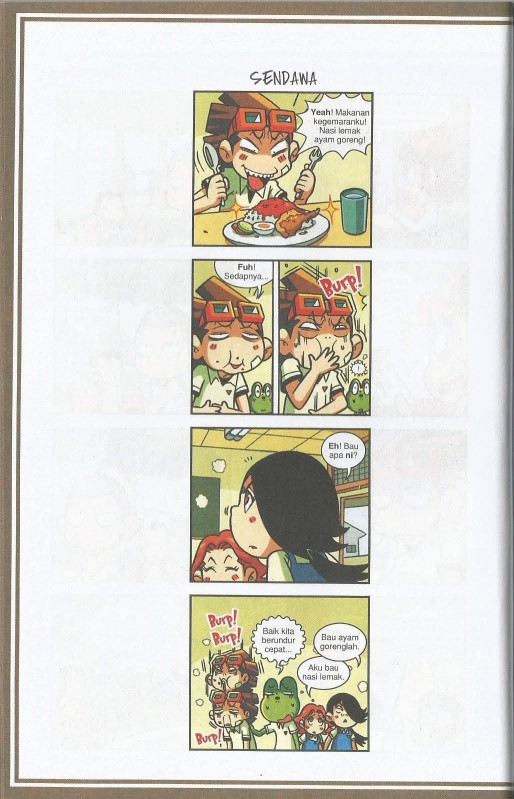 SENDAWA
Yeah! Makanan
kegemaranku!
Nasi lemak
ayam goreng!
Fuh!
Sedapnya...
Burp!
!
Eh! Bau
apa ni?
Burp!
Burp!
Baik kita
berundur
cepat...
Bau ayam
gorenglah.
Aku bau
nasi lemak.
Burp!